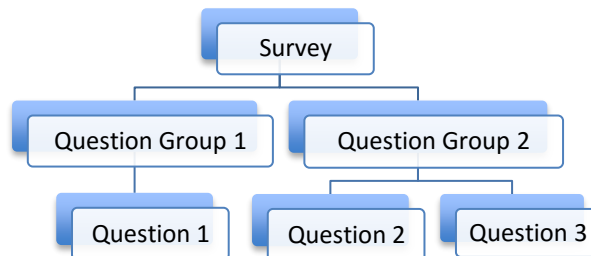 Survey
Question Group 1
Question Group 2
Question 1
Question 2
Question 3